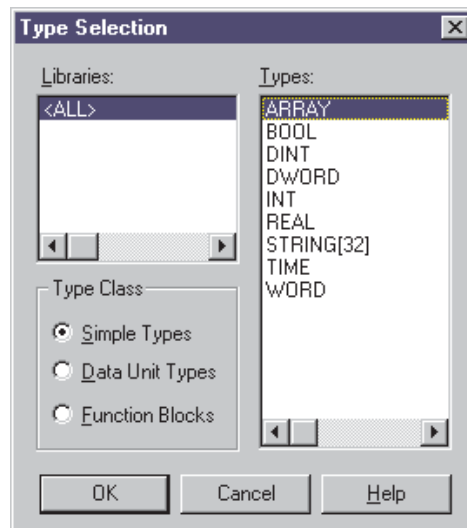 Type Selection
Libraries:
<ALL>
Types:
ARRAY
BOOL
DINT
DWORD
INT
REAL
STRING[32]
TIME
WORD
Type Class
Simple Types
Data Unit Types
Function Blocks
OK
Cancel
Help